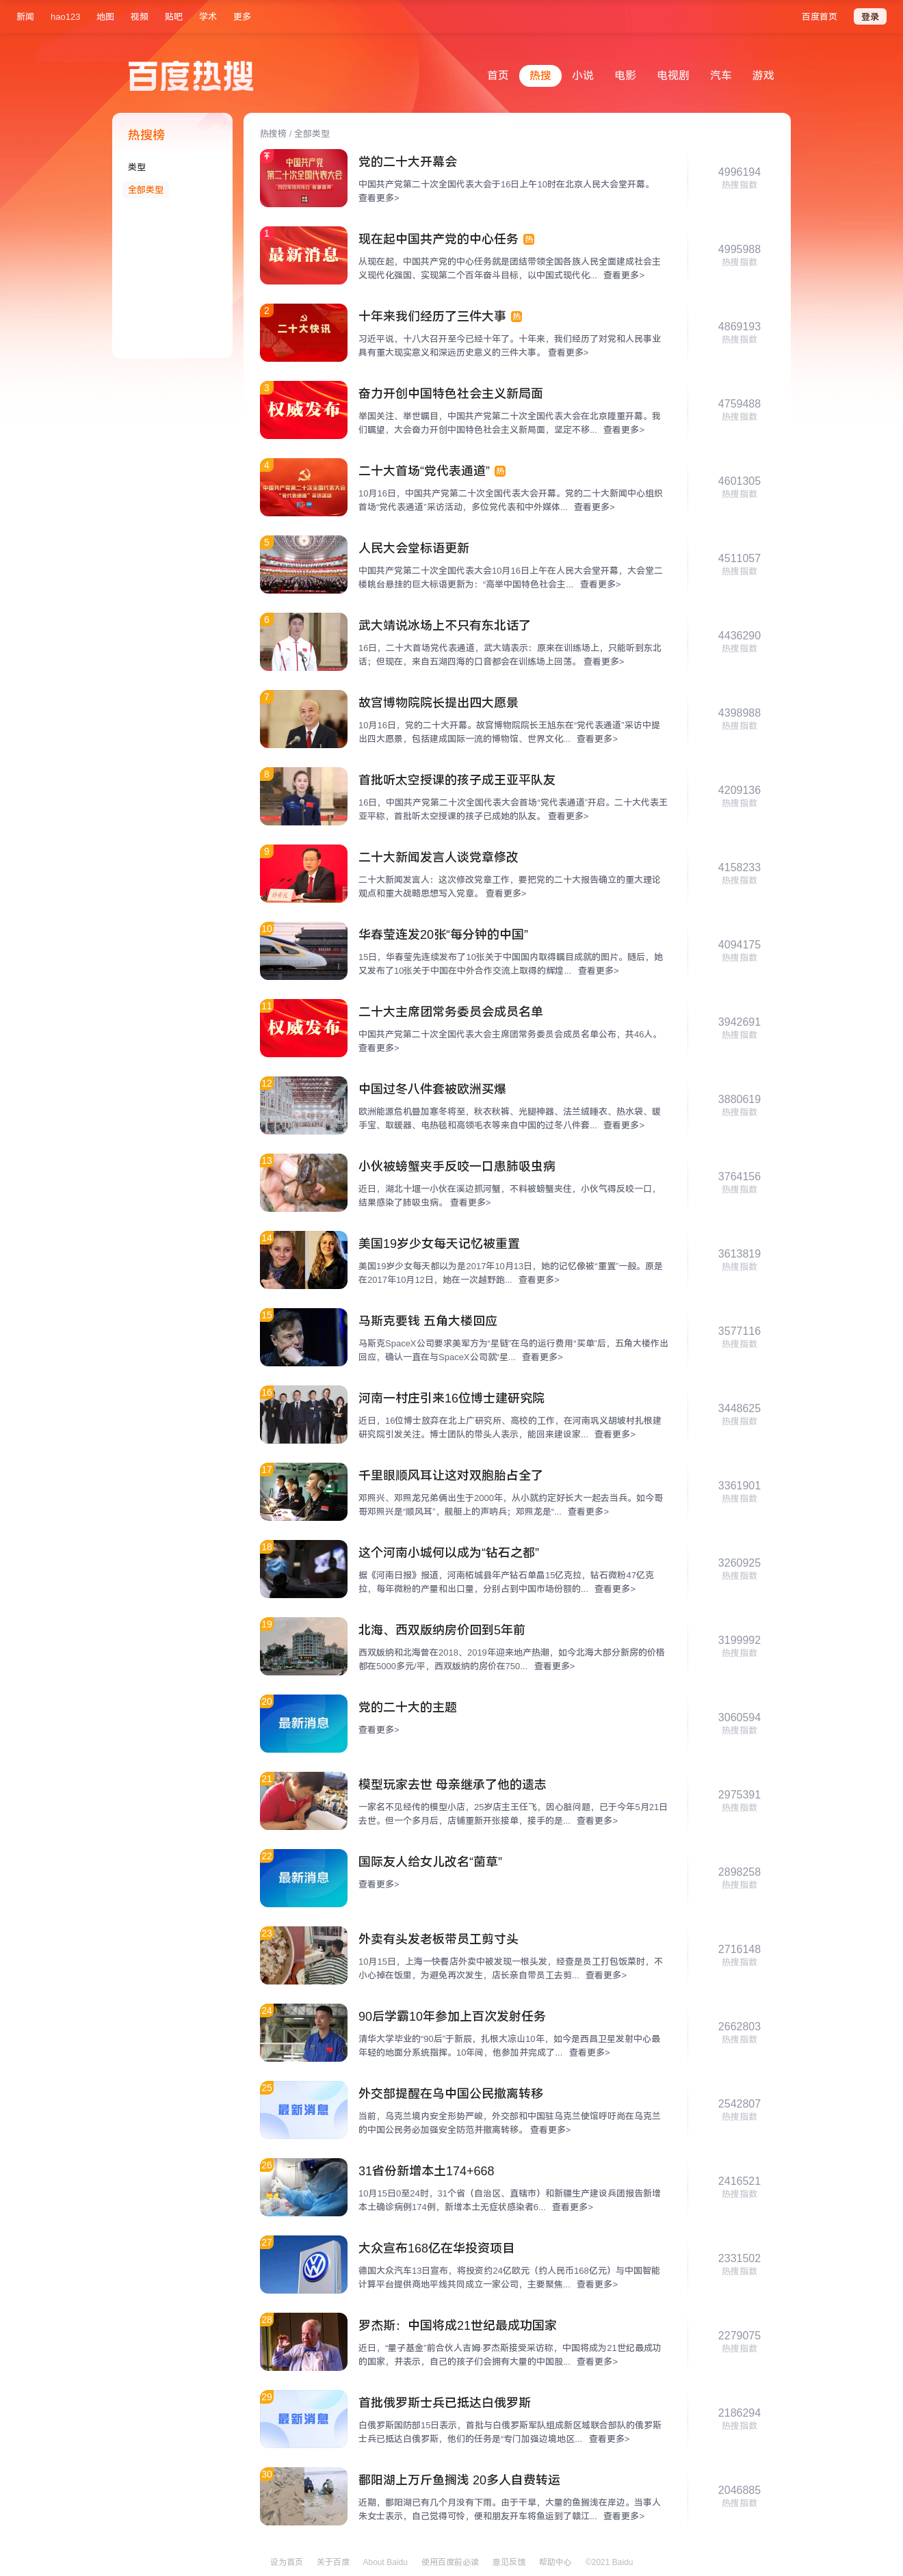 新闻 hao123 地图 视频 贴吧 学术 更多 百度首页 登录
百度热搜
首页 热搜 小说 电影 电视剧 汽车 游戏
热搜榜
类型
全部类型
热搜榜 / 全部类型
中国共产党
第二十次全国代表大会
党的二十大开幕会
中国共产党第二十次全国代表大会于16日上午10时在北京人民大会堂开幕。
查看更多>
4996194
热搜指数
1
最新消息
现在起中国共产党的中心任务 热
从现在起，中国共产党的中心任务就是团结带领全国各族人民全面建成社会主
义现代化强国、实现第二个百年奋斗目标，以中国式现代化... 查看更多>
4995988
热搜指数
2
二十大快讯
十年来我们经历了三件大事 热
习近平说，十八大召开至今已经十年了。十年来，我们经历了对党和人民事业
具有重大现实意义和深远历史意义的三件大事。 查看更多>
4869193
热搜指数
3
权威发布
奋力开创中国特色社会主义新局面
举国关注、举世瞩目，中国共产党第二十次全国代表大会在北京隆重开幕。我
们瞩望，大会奋力开创中国特色社会主义新局面，坚定不移... 查看更多>
4759488
热搜指数
4
中国共产党第二十次全国代表大会
“党代表通道”采访活动
二十大首场“党代表通道” 热
10月16日，中国共产党第二十次全国代表大会开幕。党的二十大新闻中心组织
首场“党代表通道”采访活动，多位党代表和中外媒体... 查看更多>
4601305
热搜指数
5
人民大会堂标语更新
中国共产党第二十次全国代表大会10月16日上午在人民大会堂开幕，大会堂二
楼眺台悬挂的巨大标语更新为：“高举中国特色社会主... 查看更多>
4511057
热搜指数
6
武大靖说冰场上不只有东北话了
16日，二十大首场党代表通道，武大靖表示：原来在训练场上，只能听到东北
话；但现在，来自五湖四海的口音都会在训练场上回荡。 查看更多>
4436290
热搜指数
7
故宫博物院院长提出四大愿景
10月16日，党的二十大开幕。故宫博物院院长王旭东在“党代表通道”采访中提
出四大愿景，包括建成国际一流的博物馆、世界文化... 查看更多>
4398988
热搜指数
8
首批听太空授课的孩子成王亚平队友
16日，中国共产党第二十次全国代表大会首场“党代表通道”开启。二十大代表王
亚平称，首批听太空授课的孩子已成她的队友。 查看更多>
4209136
热搜指数
9
二十大新闻发言人谈党章修改
二十大新闻发言人：这次修改党章工作，要把党的二十大报告确立的重大理论
观点和重大战略思想写入党章。 查看更多>
4158233
热搜指数
10
华春莹连发20张“每分钟的中国”
15日，华春莹先连续发布了10张关于中国国内取得瞩目成就的图片。随后，她
又发布了10张关于中国在中外合作交流上取得的辉煌... 查看更多>
4094175
热搜指数
11
权威发布
二十大主席团常务委员会成员名单
中国共产党第二十次全国代表大会主席团常务委员会成员名单公布，共46人。
查看更多>
3942691
热搜指数
12
中国过冬八件套被欧洲买爆
欧洲能源危机叠加寒冬将至，秋衣秋裤、光腿神器、法兰绒睡衣、热水袋、暖
手宝、取暖器、电热毯和高领毛衣等来自中国的过冬八件套... 查看更多>
3880619
热搜指数
13
小伙被螃蟹夹手反咬一口患肺吸虫病
近日，湖北十堰一小伙在溪边抓河蟹，不料被螃蟹夹住，小伙气得反咬一口，
结果感染了肺吸虫病。 查看更多>
3764156
热搜指数
14
美国19岁少女每天记忆被重置
美国19岁少女每天都以为是2017年10月13日，她的记忆像被“重置”一般。原是
在2017年10月12日，她在一次越野跑... 查看更多>
3613819
热搜指数
15
马斯克要钱 五角大楼回应
马斯克SpaceX公司要求美军方为“星链”在乌的运行费用“买单”后，五角大楼作出
回应，确认一直在与SpaceX公司就“星... 查看更多>
3577116
热搜指数
16
河南一村庄引来16位博士建研究院
近日，16位博士放弃在北上广研究所、高校的工作，在河南巩义胡坡村扎根建
研究院引发关注。博士团队的带头人表示，能回来建设家... 查看更多>
3448625
热搜指数
17
千里眼顺风耳让这对双胞胎占全了
邓照兴、邓照龙兄弟俩出生于2000年，从小就约定好长大一起去当兵。如今哥
哥邓照兴是“顺风耳”，舰艇上的声呐兵；邓照龙是“... 查看更多>
3361901
热搜指数
18
这个河南小城何以成为“钻石之都”
据《河南日报》报道，河南柘城县年产钻石单晶15亿克拉，钻石微粉47亿克
拉，每年微粉的产量和出口量，分别占到中国市场份额的... 查看更多>
3260925
热搜指数
19
北海、西双版纳房价回到5年前
西双版纳和北海曾在2018、2019年迎来地产热潮，如今北海大部分新房的价格
都在5000多元/平，西双版纳的房价在750... 查看更多>
3199992
热搜指数
20
最新消息
党的二十大的主题
查看更多>
3060594
热搜指数
21
模型玩家去世 母亲继承了他的遗志
一家名不见经传的模型小店，25岁店主王任飞，因心脏问题，已于今年5月21日
去世。但一个多月后，店铺重新开张接单，接手的是... 查看更多>
2975391
热搜指数
22
最新消息
国际友人给女儿改名“菌草”
查看更多>
2898258
热搜指数
23
外卖有头发老板带员工剪寸头
10月15日，上海一快餐店外卖中被发现一根头发，经查是员工打包饭菜时，不
小心掉在饭里，为避免再次发生，店长亲自带员工去剪... 查看更多>
2716148
热搜指数
24
90后学霸10年参加上百次发射任务
清华大学毕业的“90后”于新辰，扎根大凉山10年，如今是西昌卫星发射中心最
年轻的地面分系统指挥。10年间，他参加并完成了... 查看更多>
2662803
热搜指数
25
最新消息
外交部提醒在乌中国公民撤离转移
当前，乌克兰境内安全形势严峻，外交部和中国驻乌克兰使馆呼吁尚在乌克兰
的中国公民务必加强安全防范并撤离转移。 查看更多>
2542807
热搜指数
26
31省份新增本土174+668
10月15日0至24时，31个省（自治区、直辖市）和新疆生产建设兵团报告新增
本土确诊病例174例，新增本土无症状感染者6... 查看更多>
2416521
热搜指数
27
大众宣布168亿在华投资项目
德国大众汽车13日宣布，将投资约24亿欧元（约人民币168亿元）与中国智能
计算平台提供商地平线共同成立一家公司，主要聚焦... 查看更多>
2331502
热搜指数
28
罗杰斯：中国将成21世纪最成功国家
近日，“量子基金”前合伙人吉姆·罗杰斯接受采访称，中国将成为21世纪最成功
的国家，并表示，自己的孩子们会拥有大量的中国股... 查看更多>
2279075
热搜指数
29
最新消息
首批俄罗斯士兵已抵达白俄罗斯
白俄罗斯国防部15日表示，首批与白俄罗斯军队组成新区域联合部队的俄罗斯
士兵已抵达白俄罗斯，他们的任务是“专门加强边境地区... 查看更多>
2186294
热搜指数
30
鄱阳湖上万斤鱼搁浅 20多人自费转运
近期，鄱阳湖已有几个月没有下雨。由于干旱，大量的鱼搁浅在岸边。当事人
朱女士表示，自己觉得可怜，便和朋友开车将鱼运到了赣江... 查看更多>
2046885
热搜指数
设为首页 关于百度 About Baidu 使用百度前必读 意见反馈 帮助中心 ©2021 Baidu